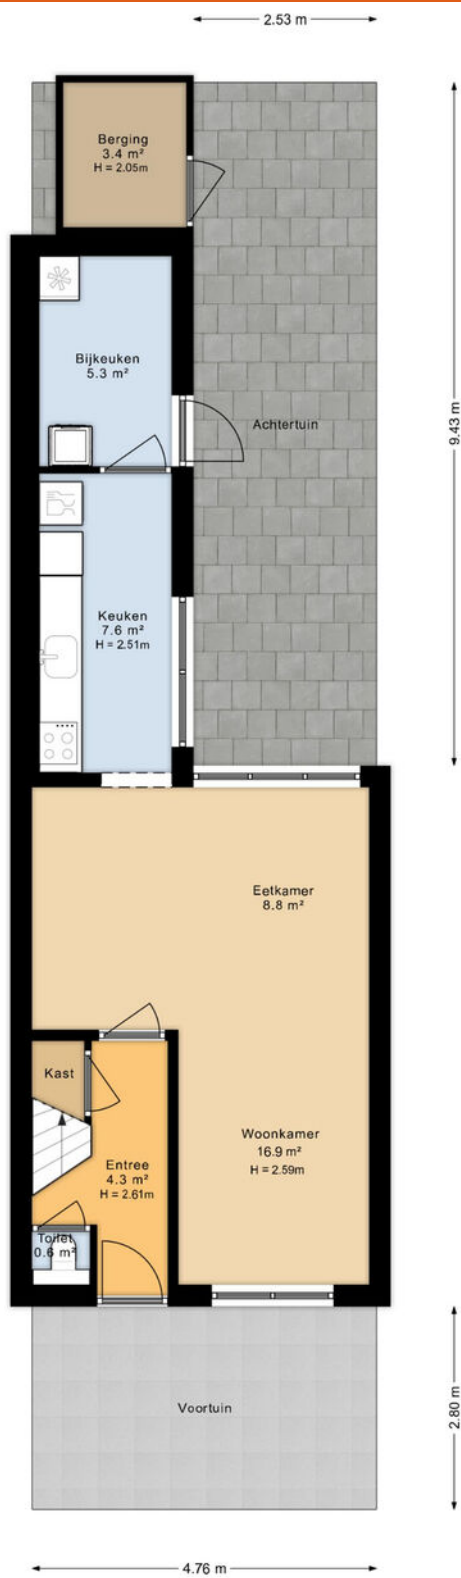 2.53 m
Berging
3.4 m²
H = 2.05m
Bijkeuken
5.3 m²
Achtertuin
9.43 m
Keuken
7.6 m²
H = 2.51m
Eetkamer
8.8 m²
Kast
Woonkamer
16.9 m²
H = 2.59m
Entree
4.3 m²
H = 2.61m
Toilet
0.6 m²
Voortuin
2.80 m
4.76 m